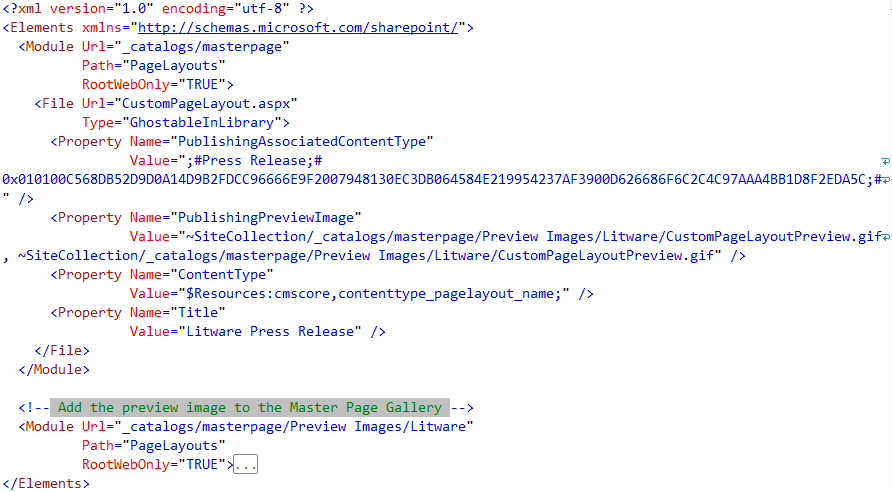 <?xml version="1.0" encoding="utf-8" ?>
<Elements xmlns="http://schemas.microsoft.com/sharepoint/">
  <Module Url="_catalogs/masterpage"
          Path="PageLayouts"
          RootWebOnly="TRUE">
    <File Url="CustomPageLayout.aspx"
          Type="GhostableInLibrary">
      <Property Name="PublishingAssociatedContentType"
                Value=";#Press Release;#
0x010100C568DB52D9D0A14D9B2FDCC96666E9F2007948130EC3DB064584E219954237AF3900D626686F6C2C4C97AAA4BB1D8F2EDA5C;#
" />
      <Property Name="PublishingPreviewImage"
                Value="~SiteCollection/_catalogs/masterpage/Preview Images/Litware/CustomPageLayoutPreview.gif
, ~SiteCollection/_catalogs/masterpage/Preview Images/Litware/CustomPageLayoutPreview.gif" />
      <Property Name="ContentType"
                Value="$Resources:cmscore,contenttype_pagelayout_name;" />
      <Property Name="Title"
                Value="Litware Press Release" />
    </File>
  </Module>

  <!-- Add the preview image to the Master Page Gallery -->
  <Module Url="_catalogs/masterpage/Preview Images/Litware"
          Path="PageLayouts"
          RootWebOnly="TRUE">...
</Elements>